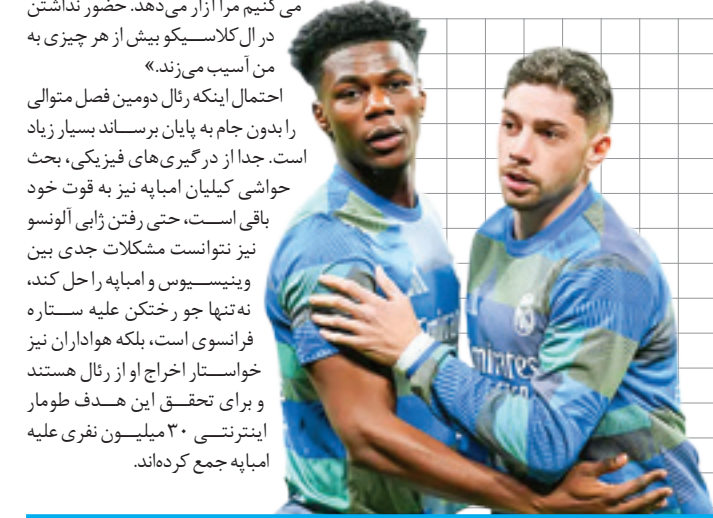 می‌کنیم مرا آزار می‌دهد. حضور نداشتن
در ال‌کلاسیکو بیش از هر چیزی به
من آسیب می‌زند.»
احتمال اینکه رئال دومین فصل متوالی
را بدون جام به پایان برساند بسیار زیاد
است. جدا از درگیری‌های فیزیکی، بحث
حواشی کیلیان امباپه نیز به قوت خود
باقی است، حتی رفتن ژابی آلونسو
نیز نتوانست مشکلات جدی بین
وینیسیوس و امباپه را حل کند،
نه‌تنها جو رختکن علیه ستاره
فرانسوی است، بلکه هواداران نیز
خواستار اخراج او از رئال هستند
و برای تحقق این هدف طومار
اینترنتی ۳۰ میلیون نفری علیه
امباپه جمع کرده‌اند.